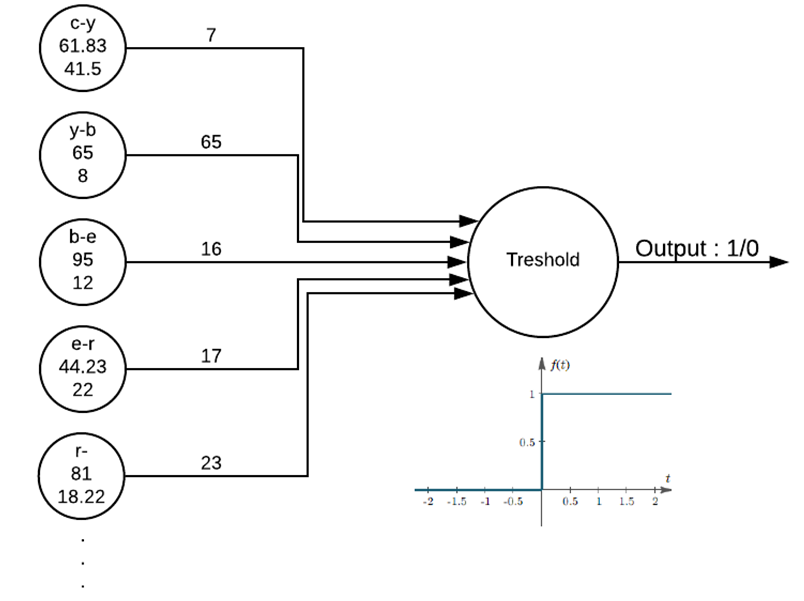 c-y
61.83
41.5
7
y-b
65
8
65
b-e
95
12
16
e-r
44.23
22
17
r-
81
18.22
23
.
.
.
Treshold
Output : 1/0
f(t)
1
0.5
t
-2 -1.5 -1 -0.5 0.5 1 1.5 2